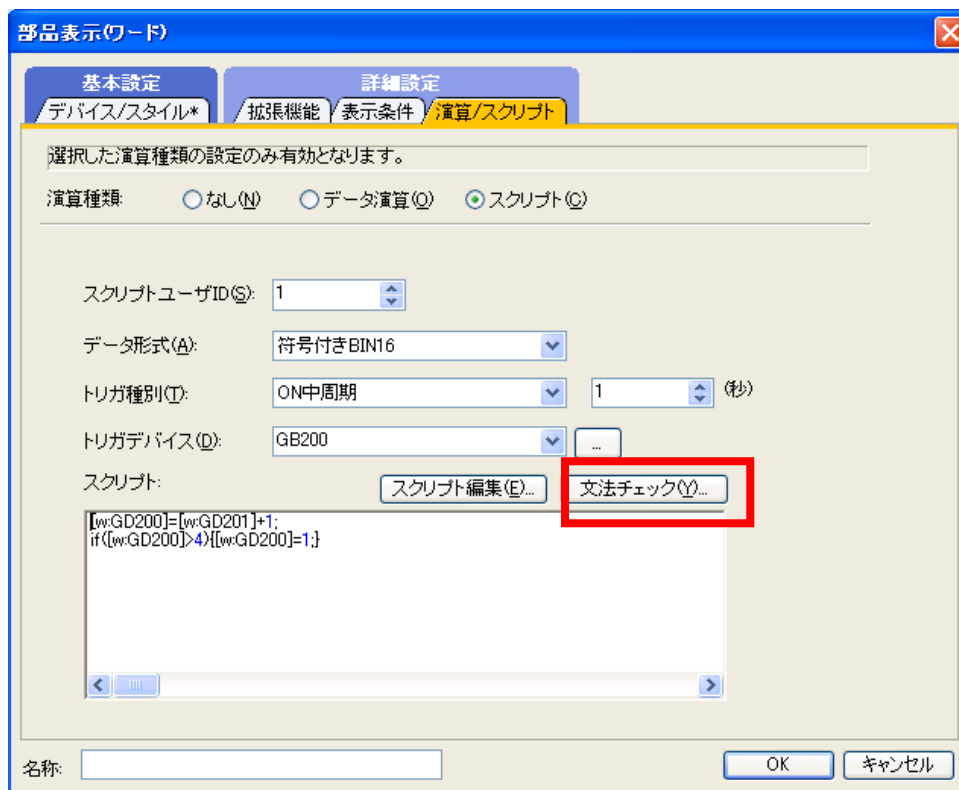 部品表示(ワード)
基本設定 詳細設定
デバイス/スタイル* 拡張機能 表示条件 演算/スクリプト
選択した演算種類の設定のみ有効となります。
演算種類: なし(N) データ演算(O) スクリプト(C)
スクリプトユーザID(S): 1
データ形式(A): 符号付きBIN16
トリガ種別(T): ON中周期 1 (秒)
トリガデバイス(D): GB200 ...
スクリプト: スクリプト編集(E)... 文法チェック(Y)...
[w:GD200]=[w:GD201]+1;
if([w:GD200]>4){[w:GD200]=1;}
名称: OK キャンセル